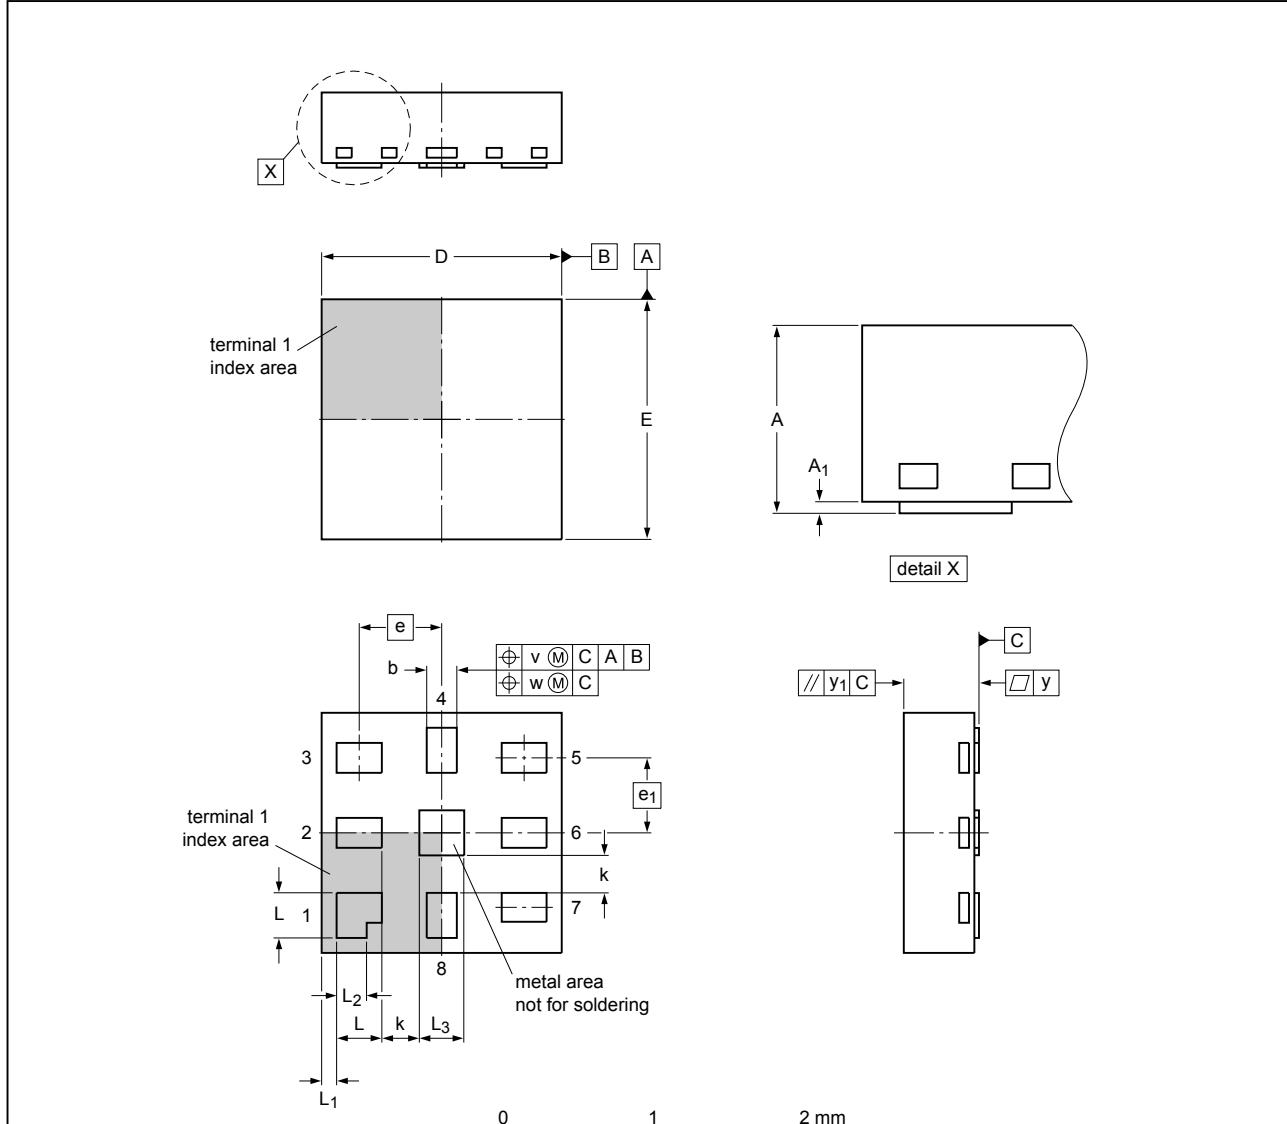 X
D
B
A
terminal 1
index area
E
A
A1
detail X
e
C
b
v M C A B
w M C
// y1 C
y
4
3
5
e1
terminal 1
index area
2
6
k
L
1
7
8
metal area
not for soldering
L2
L
k
L3
L1
0
1
2 mm